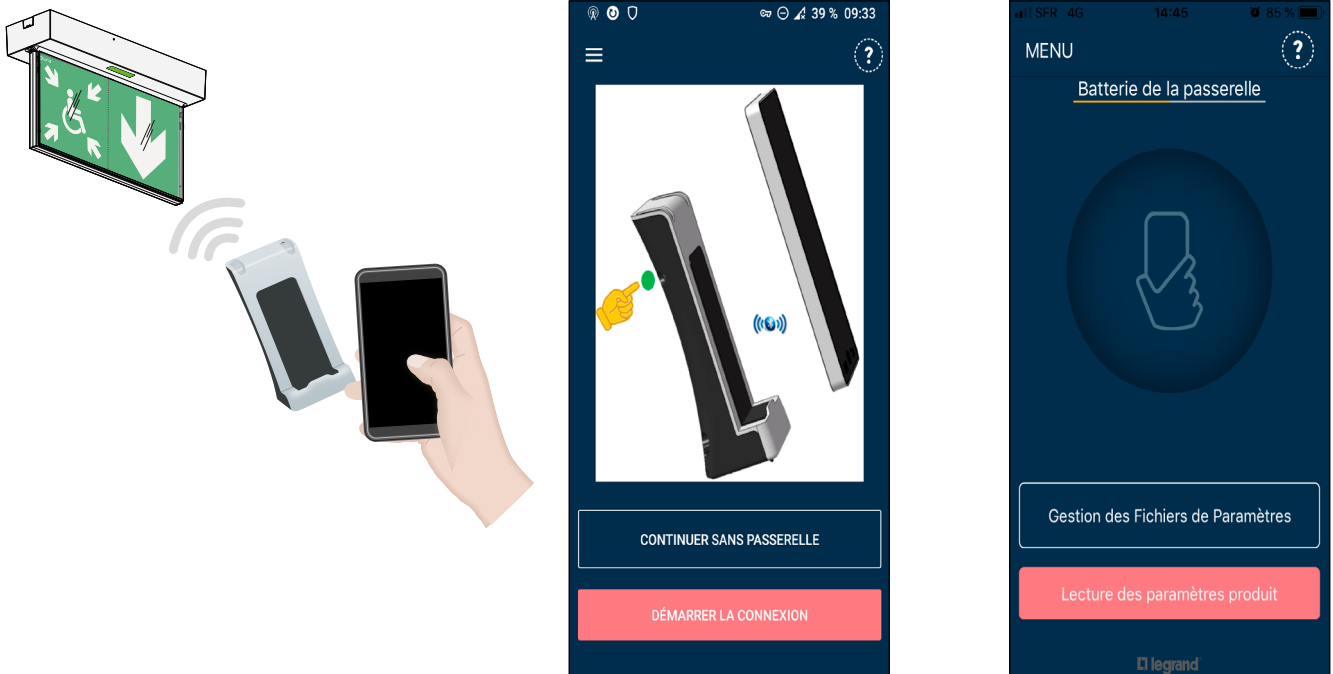 39 % 09:33
?
CONTINUER SANS PASSERELLE
DÉMARRER LA CONNEXION
SFR 4G 14:45 85 %
MENU ?
Batterie de la passerelle
Gestion des Fichiers de Paramètres
Lecture des paramètres produit
legrand